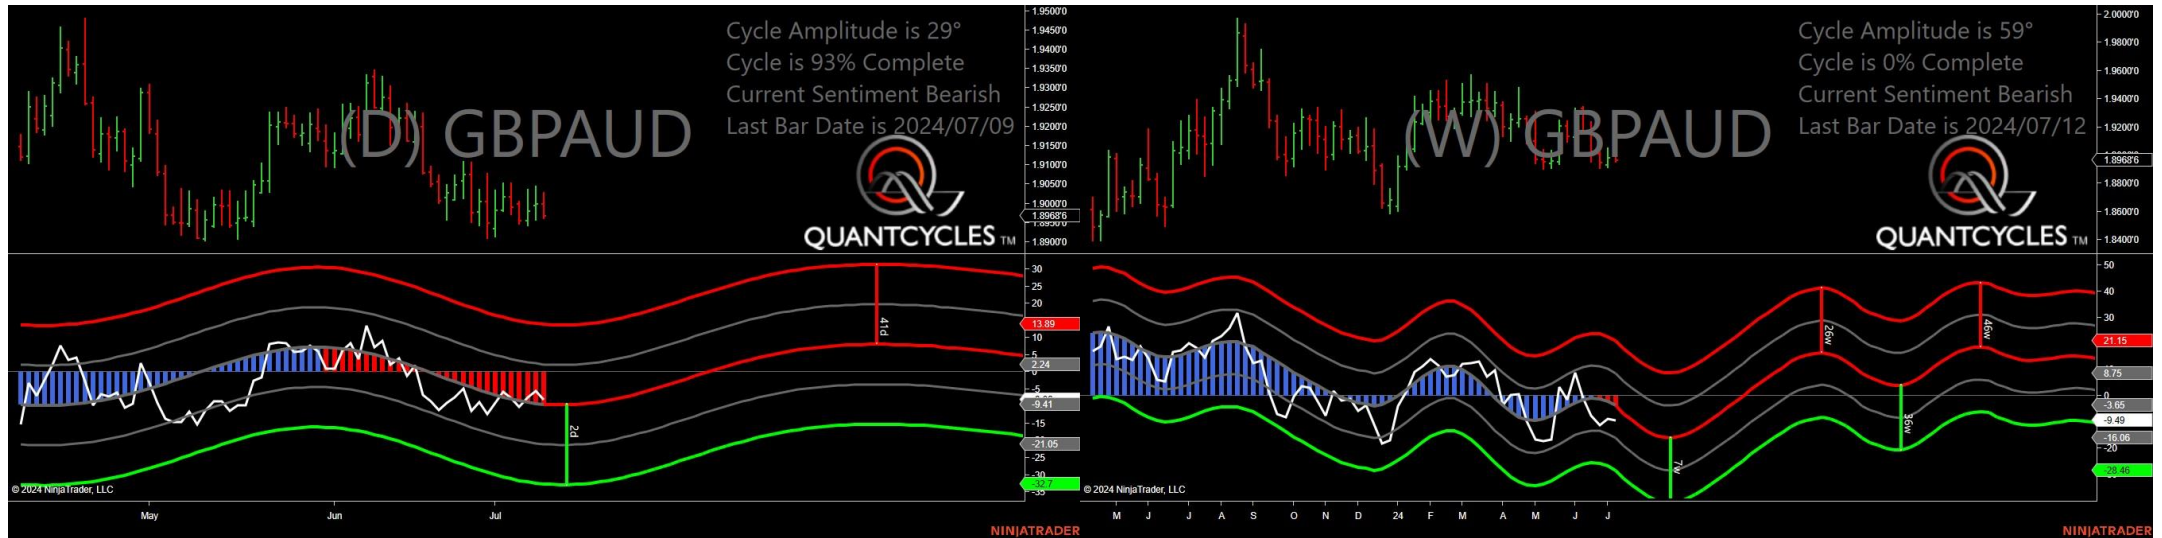 Cycle Amplitude is 29°
Cycle is 93% Complete
Current Sentiment Bearish
Last Bar Date is 2024/07/09
(D) GBPAUD
QUANTCYCLES TM
1.9500'0
1.9450'0
1.9400'0
1.9350'0
1.9300'0
1.9250'0
1.9200'0
1.9150'0
1.9100'0
1.9050'0
1.9000'0
1.8968'6
1.8900'0
41d
2d
30
25
20
13.89
10
5
2.24
0
-5
-9.41
-15
-21.05
-25
-30
-32.7
-35
© 2024 NinjaTrader, LLC
May
Jun
Jul
NINJATRADER
Cycle Amplitude is 59°
Cycle is 0% Complete
Current Sentiment Bearish
Last Bar Date is 2024/07/12
(W) GBPAUD
QUANTCYCLES TM
2.0000'0
1.9800'0
1.9600'0
1.9400'0
1.9200'0
1.8968'6
1.8800'0
1.8600'0
1.8400'0
26w
46w
36w
7w
50
40
30
21.15
8.75
0
-3.65
-9.49
-16.06
-20
-28.46
© 2024 NinjaTrader, LLC
M J J A S O N D 24 F M A M J J
NINJATRADER